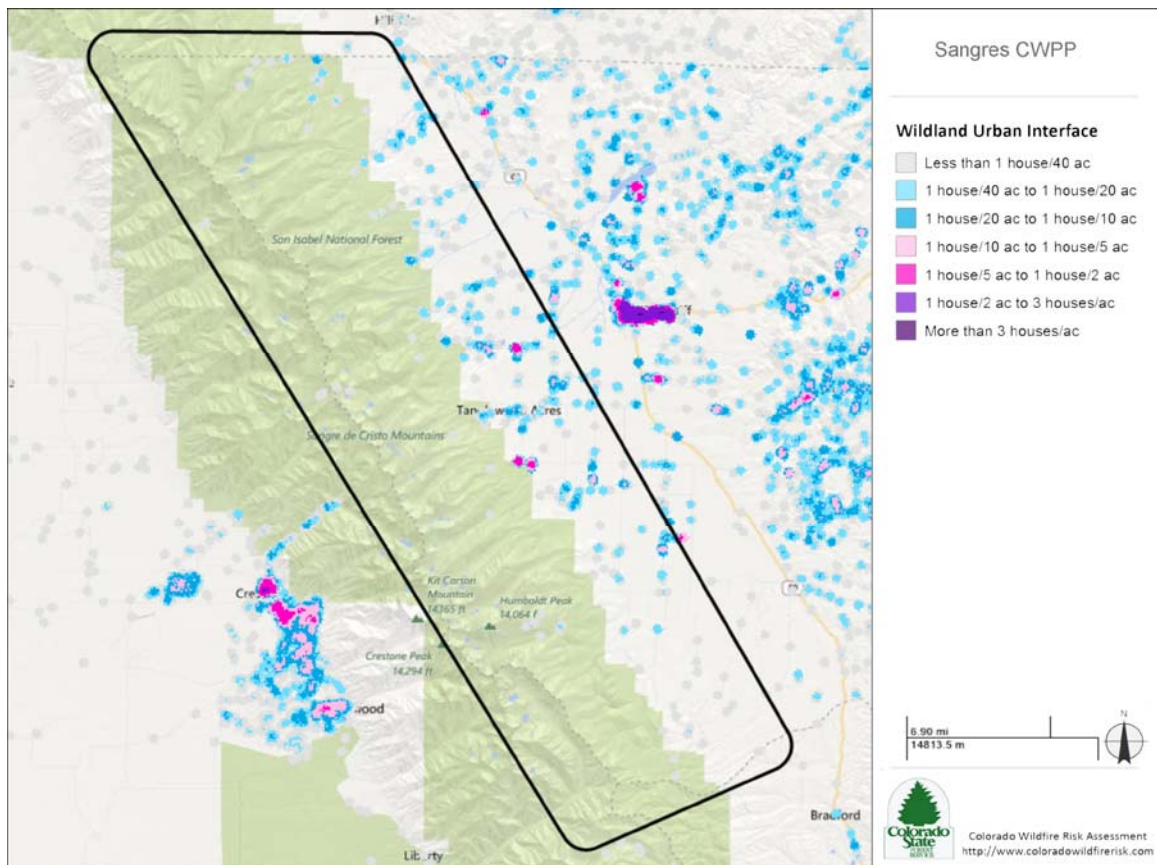 Sangres CWPP
Wildland Urban Interface
Less than 1 house/40 ac
1 house/40 ac to 1 house/20 ac
1 house/20 ac to 1 house/10 ac
1 house/10 ac to 1 house/5 ac
1 house/5 ac to 1 house/2 ac
1 house/2 ac to 3 houses/ac
More than 3 houses/ac
San Isabel National Forest
Acres
Sangre de Cristo Mountains
Kit Carson
Mountain
14365 ft
Humboldt Peak
14,064 f
Crestone Peak
14,294 ft
Liberty
6.90 mi
14813.5 m
N
Colorado
State
FOREST
SERVICE
Colorado Wildfire Risk Assessment
http://www.coloradowildfirerisk.com